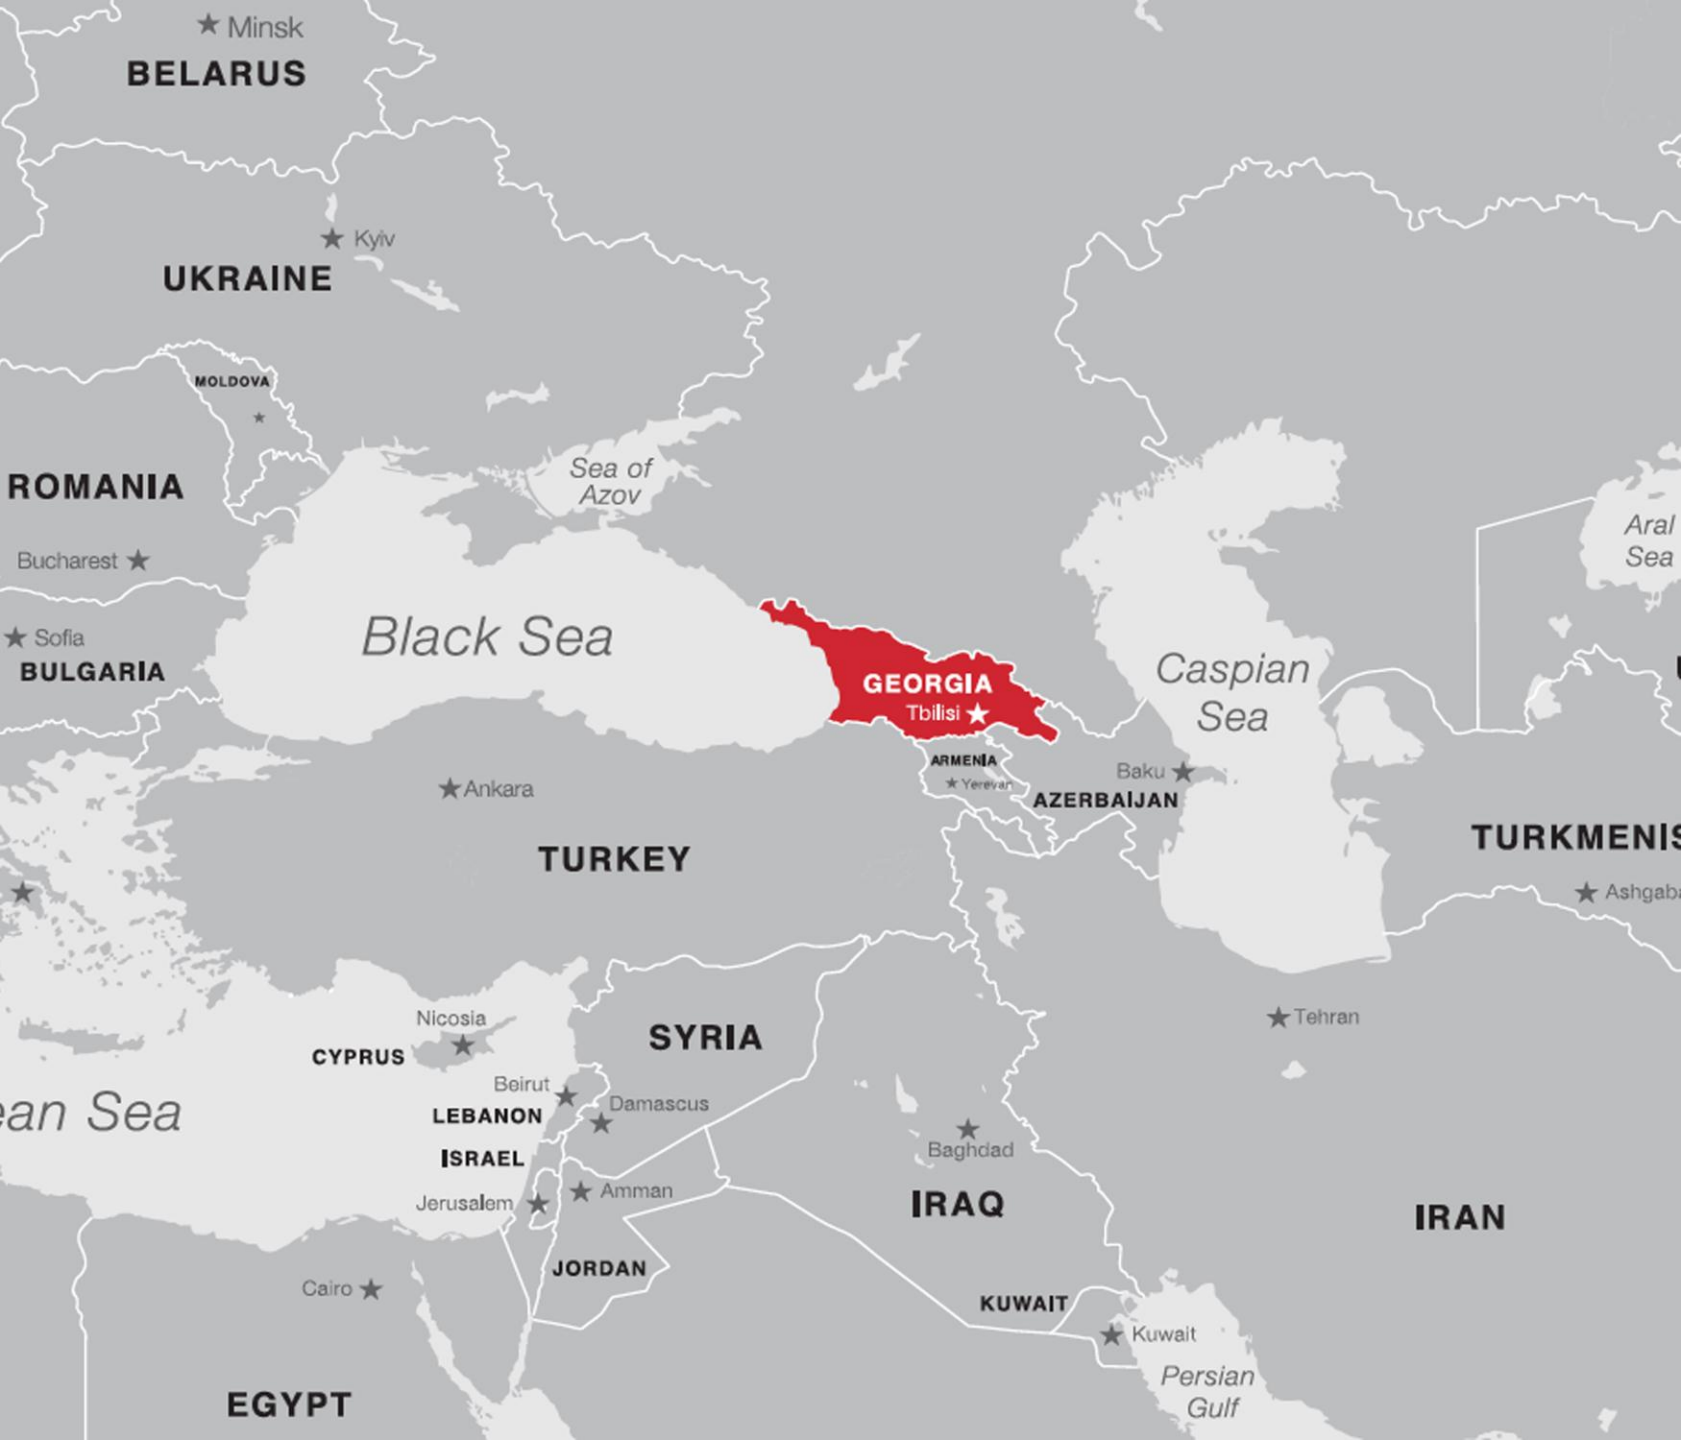 Minsk
BELARUS
Kyiv
UKRAINE
MOLDOVA
ROMANIA
Sea of
Azov
Aral
Sea
Bucharest
Black Sea
Sofia
BULGARIA
Caspian
Sea
GEORGIA
Tbilisi
ARMENIA
Yerevan
Baku
AZERBAIJAN
Ankara
TURKEY
TURKMENIS
Ashgaba
Nicosia
CYPRUS
SYRIA
Tehran
Beirut
LEBANON
Damascus
ean Sea
ISRAEL
Baghdad
Jerusalem
Amman
IRAQ
IRAN
JORDAN
Cairo
KUWAIT
Kuwait
EGYPT
Persian
Gulf